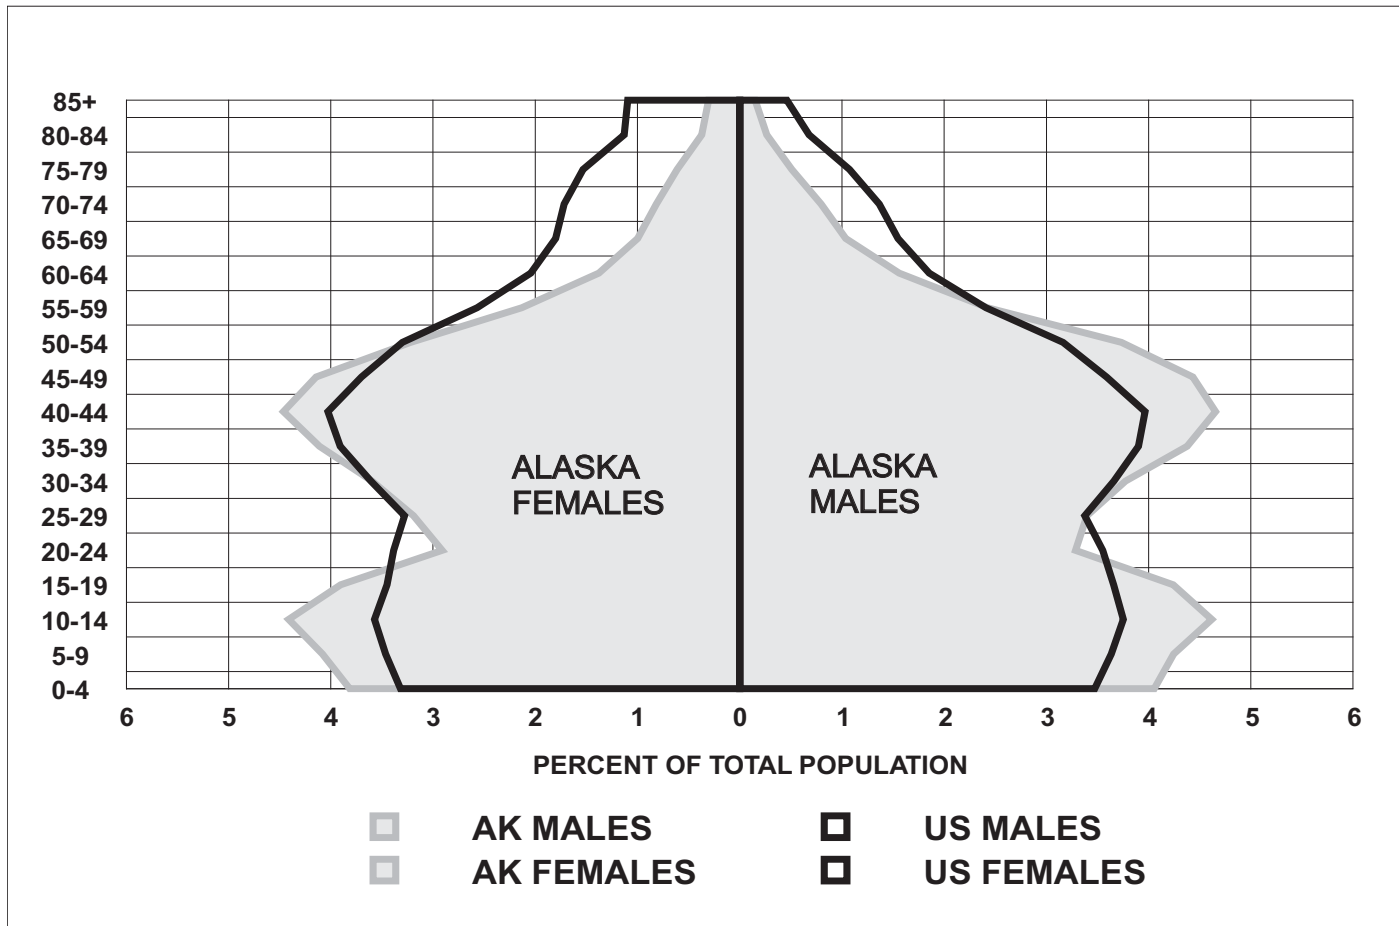 85+
80-84
75-79
70-74
65-69
60-64
55-59
50-54
45-49
40-44
35-39
30-34
25-29
20-24
15-19
10-14
5-9
0-4
ALASKA
FEMALES
ALASKA
MALES
6 5 4 3 2 1 0 1 2 3 4 5 6
PERCENT OF TOTAL POPULATION
AK MALES
AK FEMALES
US MALES
US FEMALES